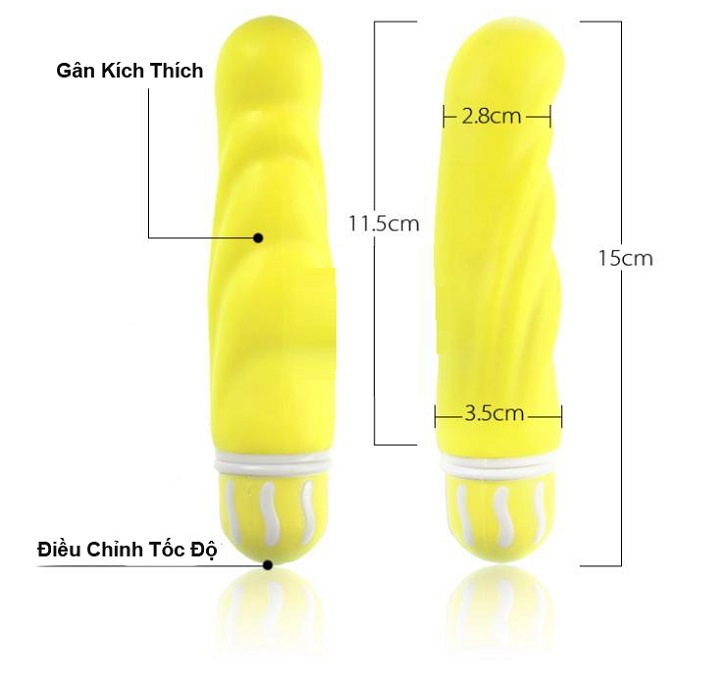 Gân Kích Thích
2.8cm
11.5cm
15cm
3.5cm
Điều Chỉnh Tốc Độ